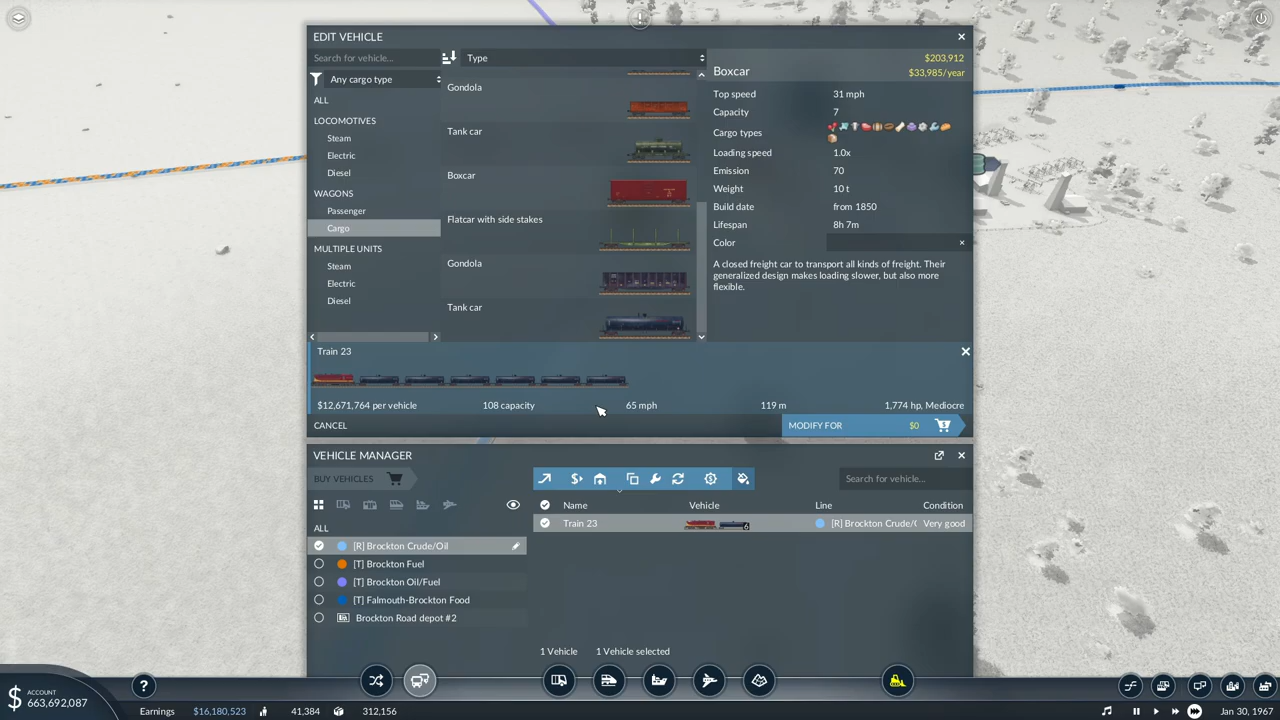 EDIT VEHICLE
Search for vehicle...
Type
$203,912
Boxcar
$33,985/year
Any cargo type
ALL
LOCOMOTIVES
Steam
Electric
Diesel
WAGONS
Passenger
Cargo
MULTIPLE UNITS
Steam
Electric
Diesel
Gondola
Tank car
Boxcar
Flatcar with side stakes
Gondola
Tank car
Top speed 31 mph
Capacity 7
Cargo types
Loading speed 1.0x
Emission 70
Weight 10 t
Build date from 1850
Lifespan 8h 7m
Color
A closed freight car to transport all kinds of freight. Their
generalized design makes loading slower, but also more
flexible.
Train 23
$12,671,764 per vehicle 108 capacity 65 mph 119 m 1,774 hp, Mediocre
CANCEL
MODIFY FOR $0
VEHICLE MANAGER
BUY VEHICLES
Search for vehicle...
ALL
[R] Brockton Crude/Oil
[T] Brockton Fuel
[T] Brockton Oil/Fuel
[T] Falmouth-Brockton Food
Brockton Road depot #2
Name Vehicle Line Condition
Train 23 6 [R] Brockton Crude/( Very good
1 Vehicle 1 Vehicle selected
$ ACCOUNT
663,692,087
?
Earnings $16,180,523 41,384 312,156
Jan 30, 1967